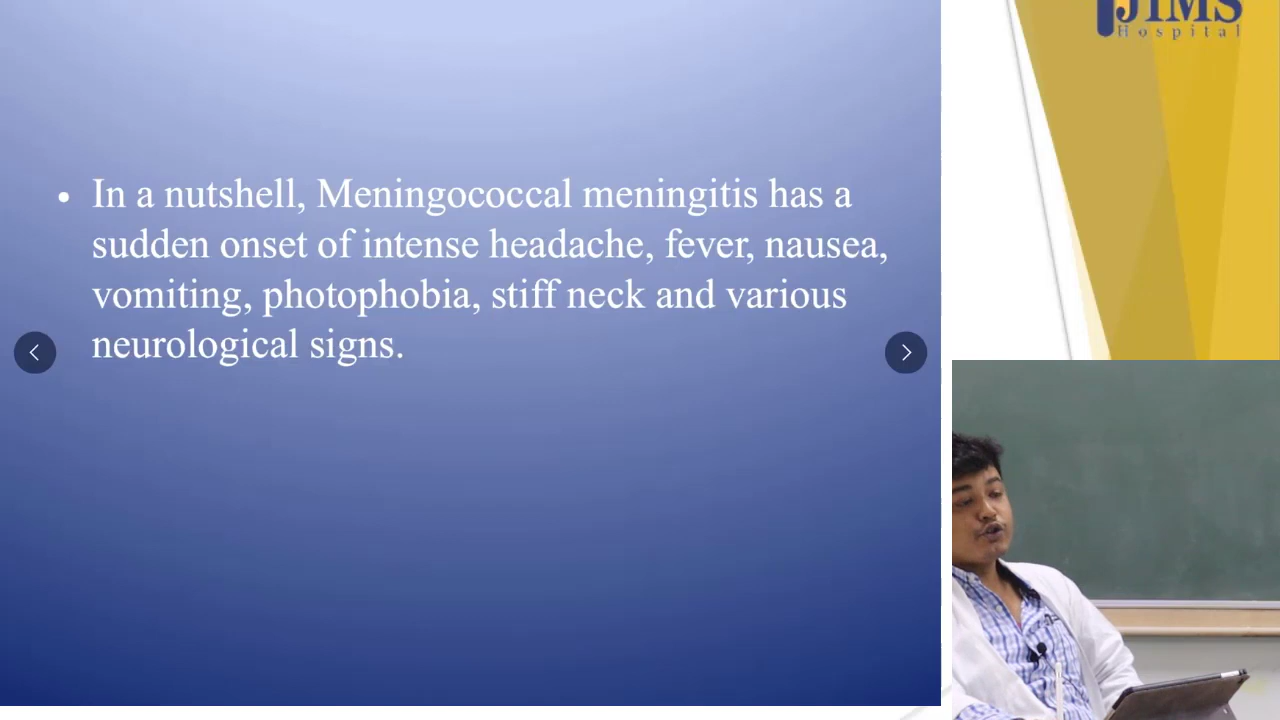 JIMS
Hospital
• In a nutshell, Meningococcal meningitis has a
sudden onset of intense headache, fever, nausea,
vomiting, photophobia, stiff neck and various
neurological signs.